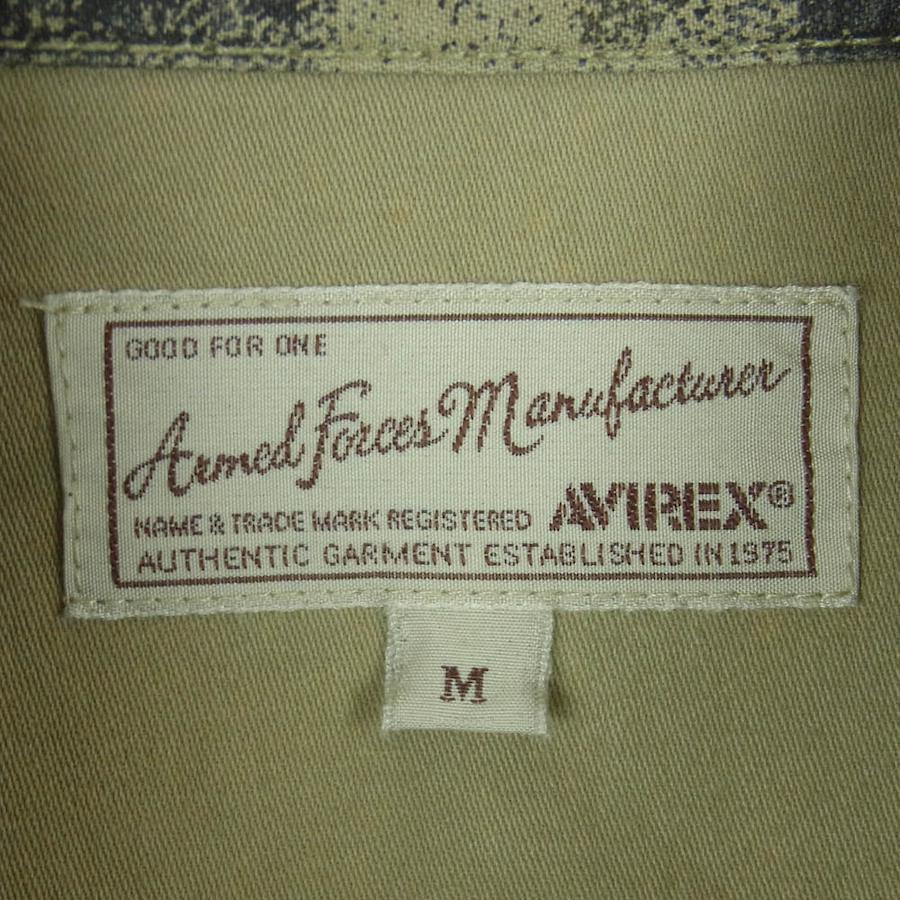 GOOD FOR ONE
Armed Forces Manufacturer
NAME & TRADE MARK REGISTERED AVIREX®
AUTHENTIC GARMENT ESTABLISHED IN 1975
M